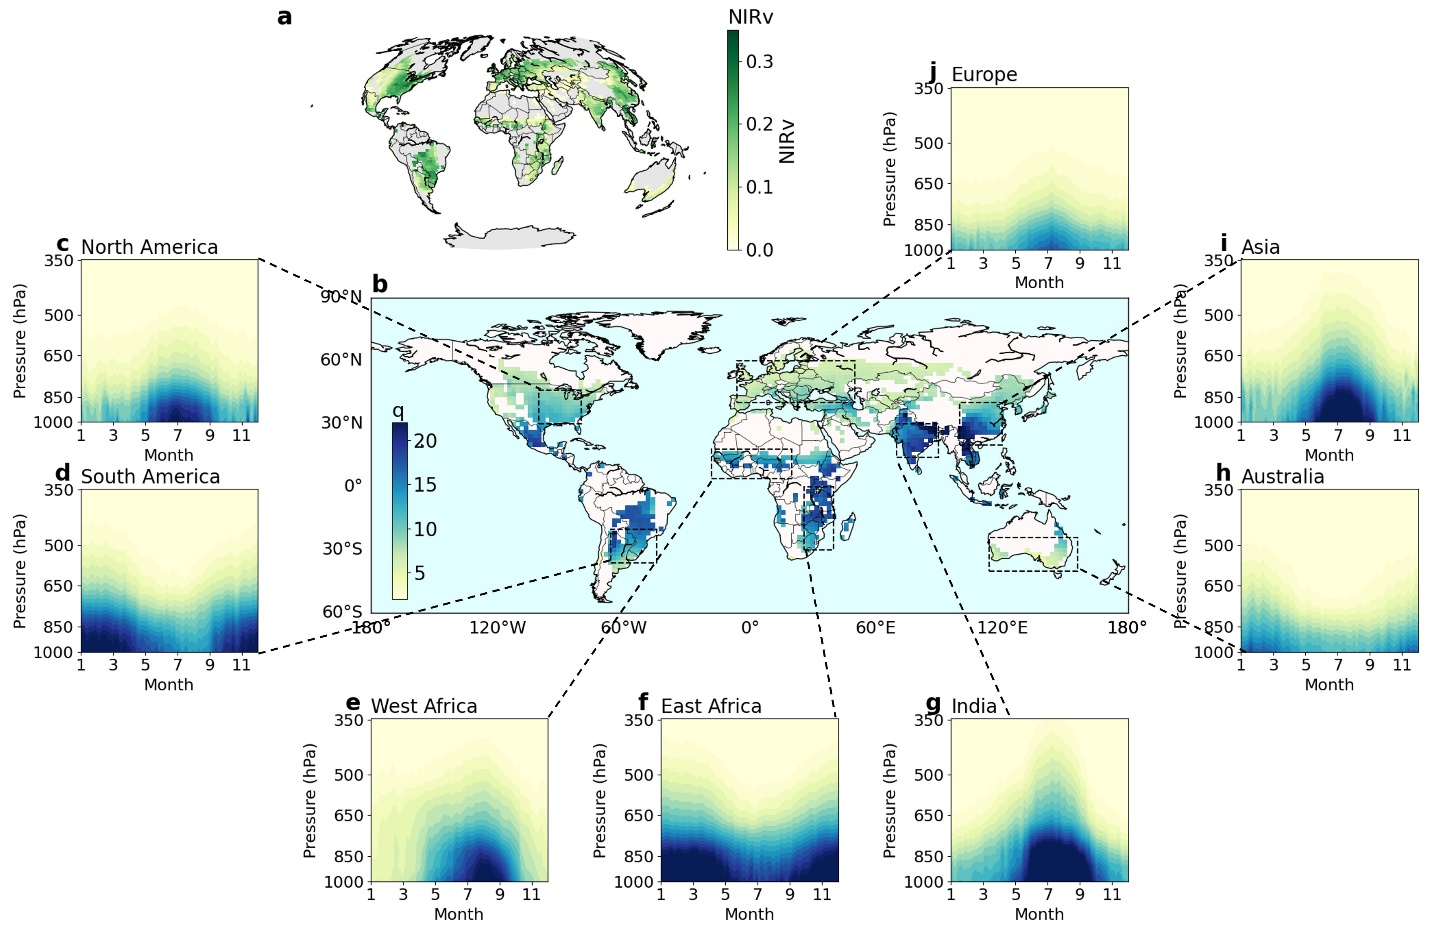 a
NIRv
0.3
0.2
0.1
0.0
NIRv
j Europe
350
500
650
850
1000
Pressure (hPa)
1 3 5 7 9 11
Month
c North America
350
500
650
850
1000
Pressure (hPa)
1 3 5 7 9 11
Month
b
90°N
60°N
30°N
0°
30°S
60°S
180° 120°W 60°W 0° 60°E 120°E 180°
q
20
15
10
5
i Asia
350
500
650
850
1000
Pressure (hPa)
1 3 5 7 9 11
Month
d South America
350
500
650
850
1000
Pressure (hPa)
1 3 5 7 9 11
Month
h Australia
350
500
650
850
1000
Pressure (hPa)
1 3 5 7 9 11
Month
e West Africa
350
500
650
850
1000
Pressure (hPa)
1 3 5 7 9 11
Month
f East Africa
350
500
650
850
1000
Pressure (hPa)
1 3 5 7 9 11
Month
g India
350
500
650
850
1000
Pressure (hPa)
1 3 5 7 9 11
Month